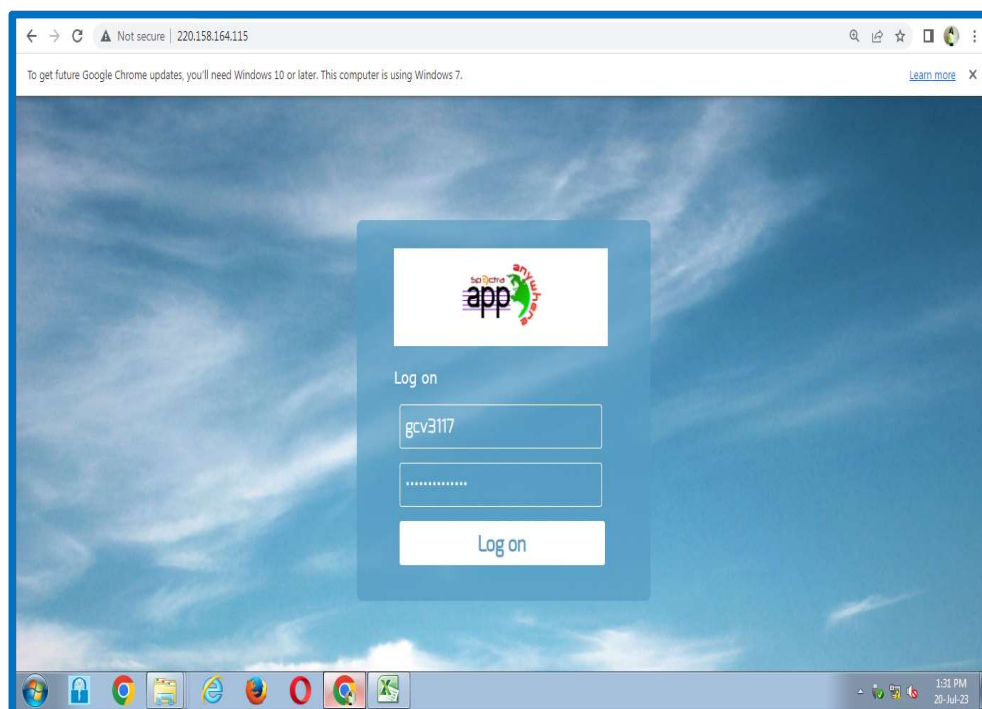 Not secure | 220.158.164.115
To get future Google Chrome updates, you'll need Windows 10 or later. This computer is using Windows 7.
Learn more X
anywhere
app
Log on
gcv3117
••••••••••••••
Log on
1:31 PM
20-Jul-23